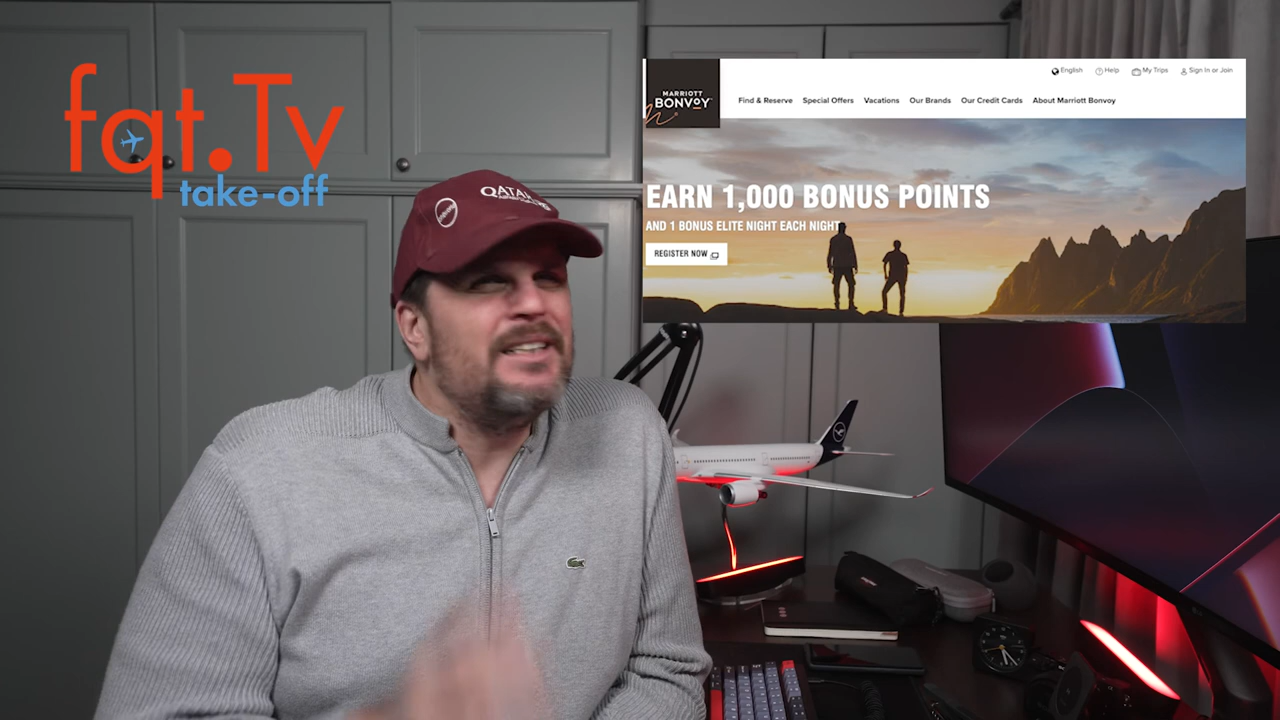 fqt.Tv
take-off
MARRIOTT
BONVOY
English Help My Trips Sign In or Join
Find & Reserve Special Offers Vacations Our Brands Our Credit Cards About Marriott Bonvoy
EARN 1,000 BONUS POINTS
AND 1 BONUS ELITE NIGHT EACH NIGHT
REGISTER NOW